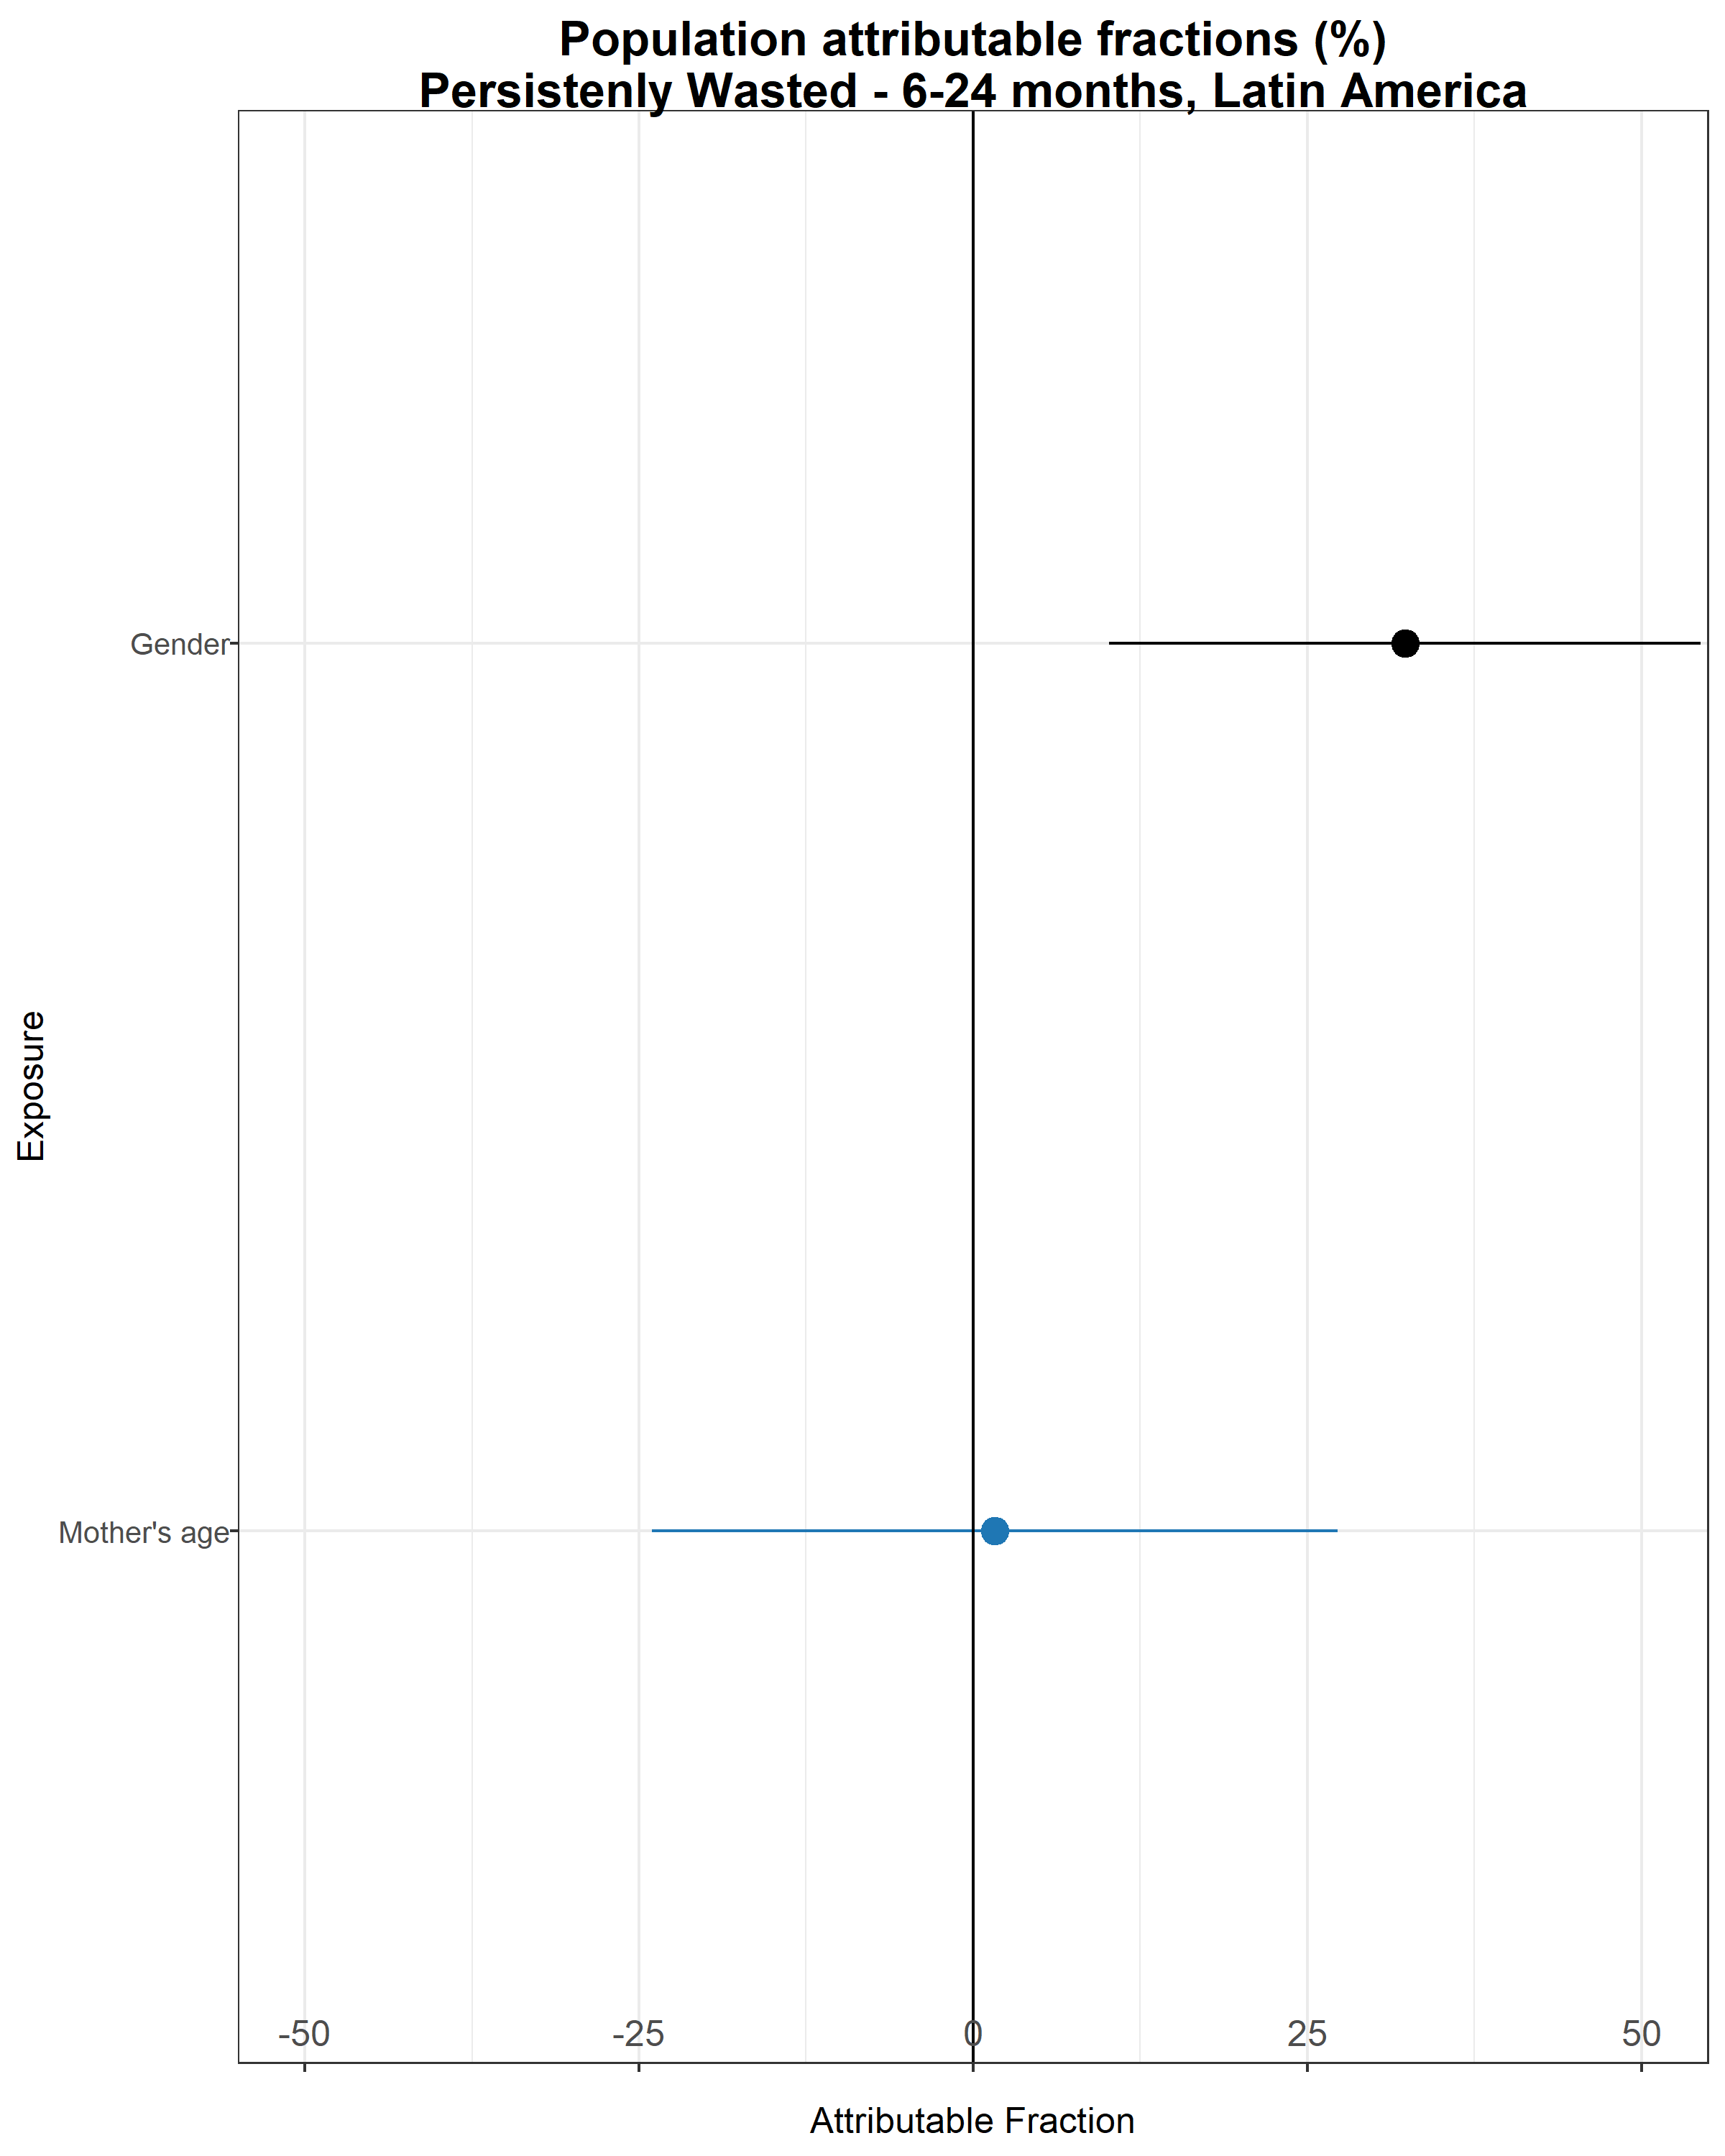 Population attributable fractions (%)
Persistenly Wasted - 6-24 months, Latin America
Exposure
Gender
Mother's age
-50
-25
0
25
50
Attributable Fraction